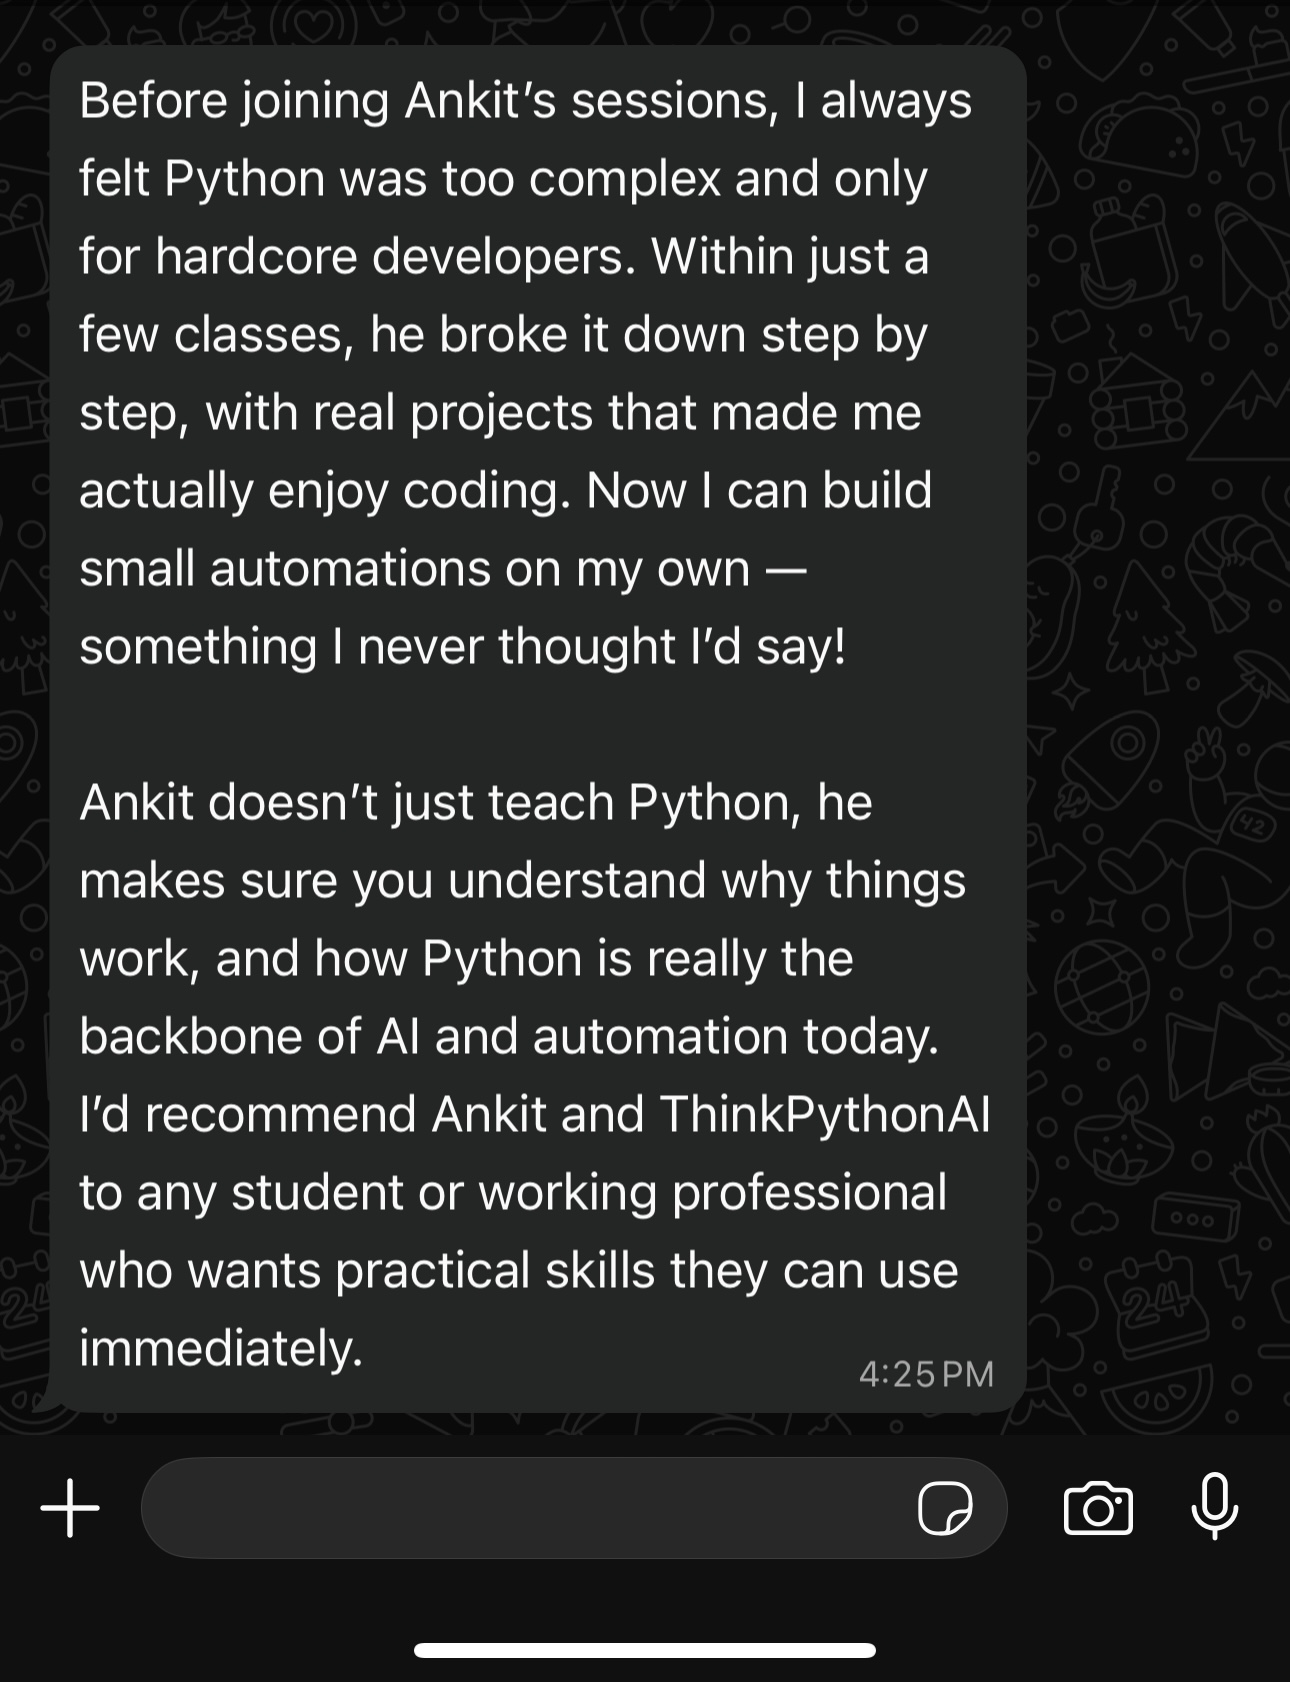 Before joining Ankit’s sessions, I always
felt Python was too complex and only
for hardcore developers. Within just a
few classes, he broke it down step by
step, with real projects that made me
actually enjoy coding. Now I can build
small automations on my own —
something I never thought I’d say!
Ankit doesn’t just teach Python, he
makes sure you understand why things
work, and how Python is really the
backbone of AI and automation today.
I’d recommend Ankit and ThinkPythonAI
to any student or working professional
who wants practical skills they can use
immediately.
4:25 PM
42
24
24